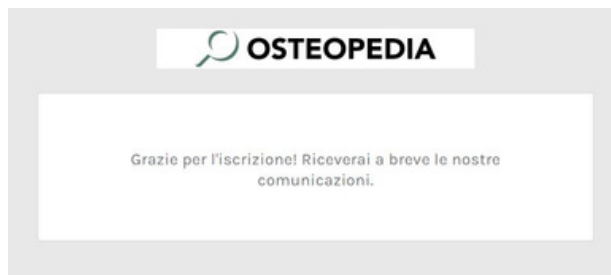 OSTEOPEDIA
Grazie per l'iscrizione! Riceverai a breve le nostre
comunicazioni.